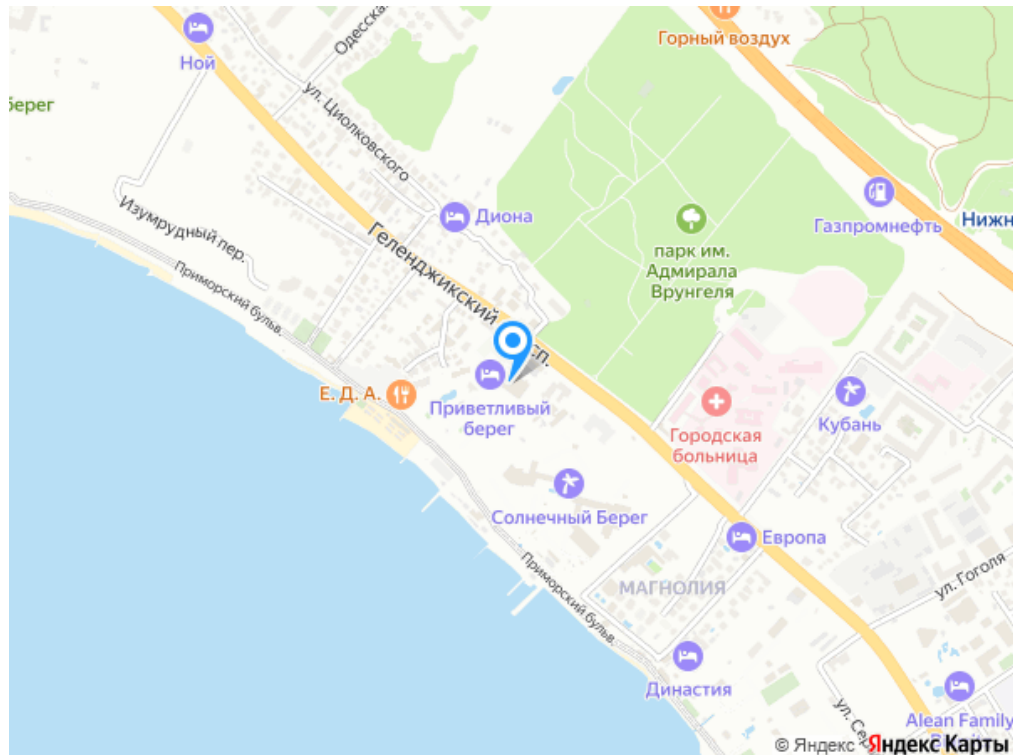 Горный воздух
Одесская
Ной
берег
ул. Циолковского
Газпромнефть
Нижн
Диона
парк им.
Адмирала
Врунгеля
Изумрудный пер.
Геленджикский
сп.
Приморский бульв.
Е. Д. А.
Приветливый
берег
Городская
больница
Кубань
Солнечный Берег
Европа
Приморский бульв.
МАГНОЛИЯ
ул. Гоголя
Династия
ул. Сер
Alean Family
© Яндекс Яндекс Карты